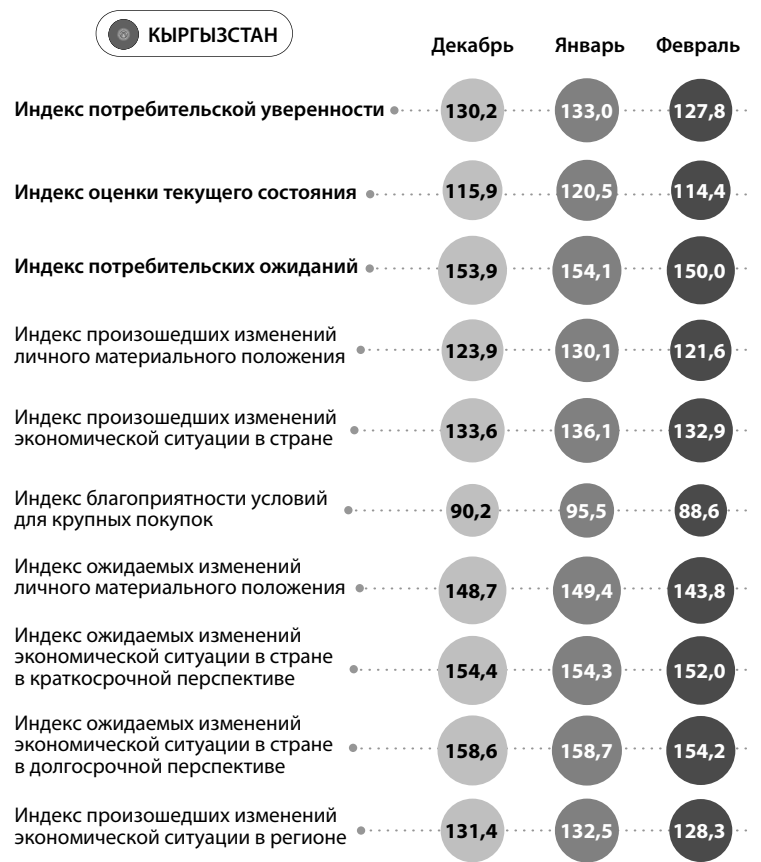 КЫРГЫЗСТАН
Декабрь Январь Февраль
Индекс потребительской уверенности 130,2 133,0 127,8
Индекс оценки текущего состояния 115,9 120,5 114,4
Индекс потребительских ожиданий 153,9 154,1 150,0
Индекс произошедших изменений
личного материального положения 123,9 130,1 121,6
Индекс произошедших изменений
экономической ситуации в стране 133,6 136,1 132,9
Индекс благоприятности условий
для крупных покупок 90,2 95,5 88,6
Индекс ожидаемых изменений
личного материального положения 148,7 149,4 143,8
Индекс ожидаемых изменений
экономической ситуации в стране
в краткосрочной перспективе 154,4 154,3 152,0
Индекс ожидаемых изменений
экономической ситуации в стране
в долгосрочной перспективе 158,6 158,7 154,2
Индекс произошедших изменений
экономической ситуации в регионе 131,4 132,5 128,3